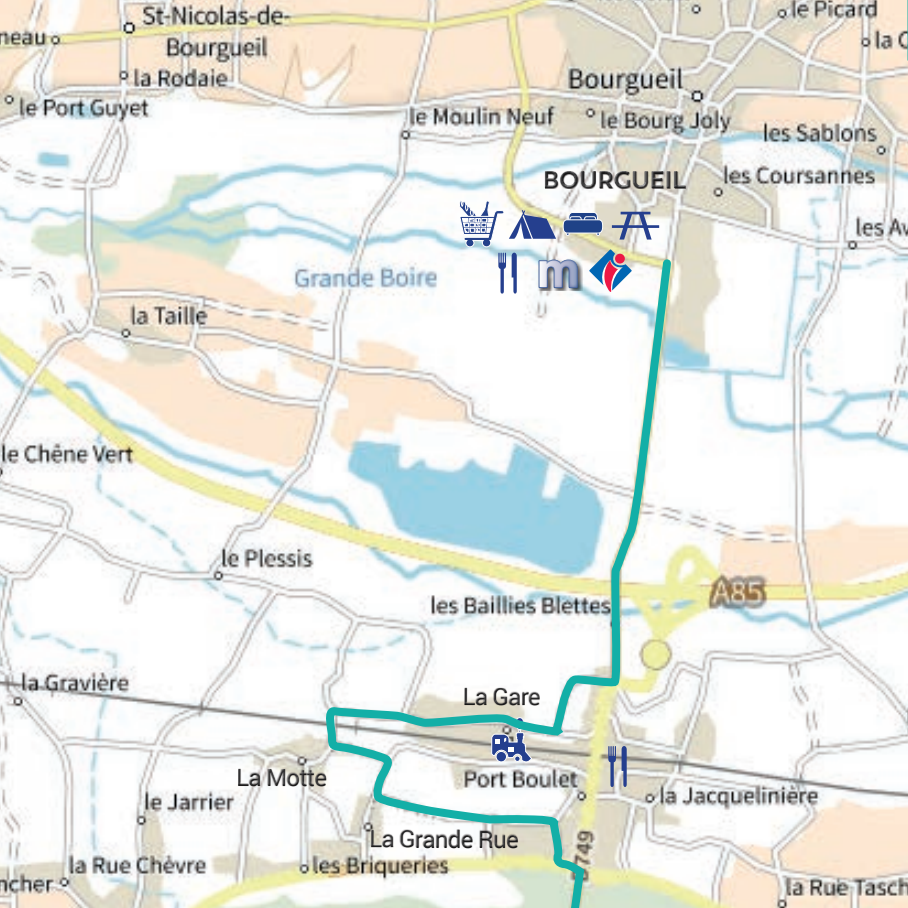 St-Nicolas-de-
Bourgueil
le Picard
neau
la C
la Rodaie
Bourgueil
le Port Guyet
le Moulin Neuf
le Bourg Joly
les Sablons
BOURGUEIL
les Coursannes
les Av
Grande Boire
m
la Taille
le Chêne Vert
le Plessis
A85
les Baillies Blettes
la Gravière
La Gare
La Motte
Port Boulet
la Jacquelinière
le Jarrier
La Grande Rue
D749
la Rue Chèvre
les Briqueries
ncher
la Rue Tasch